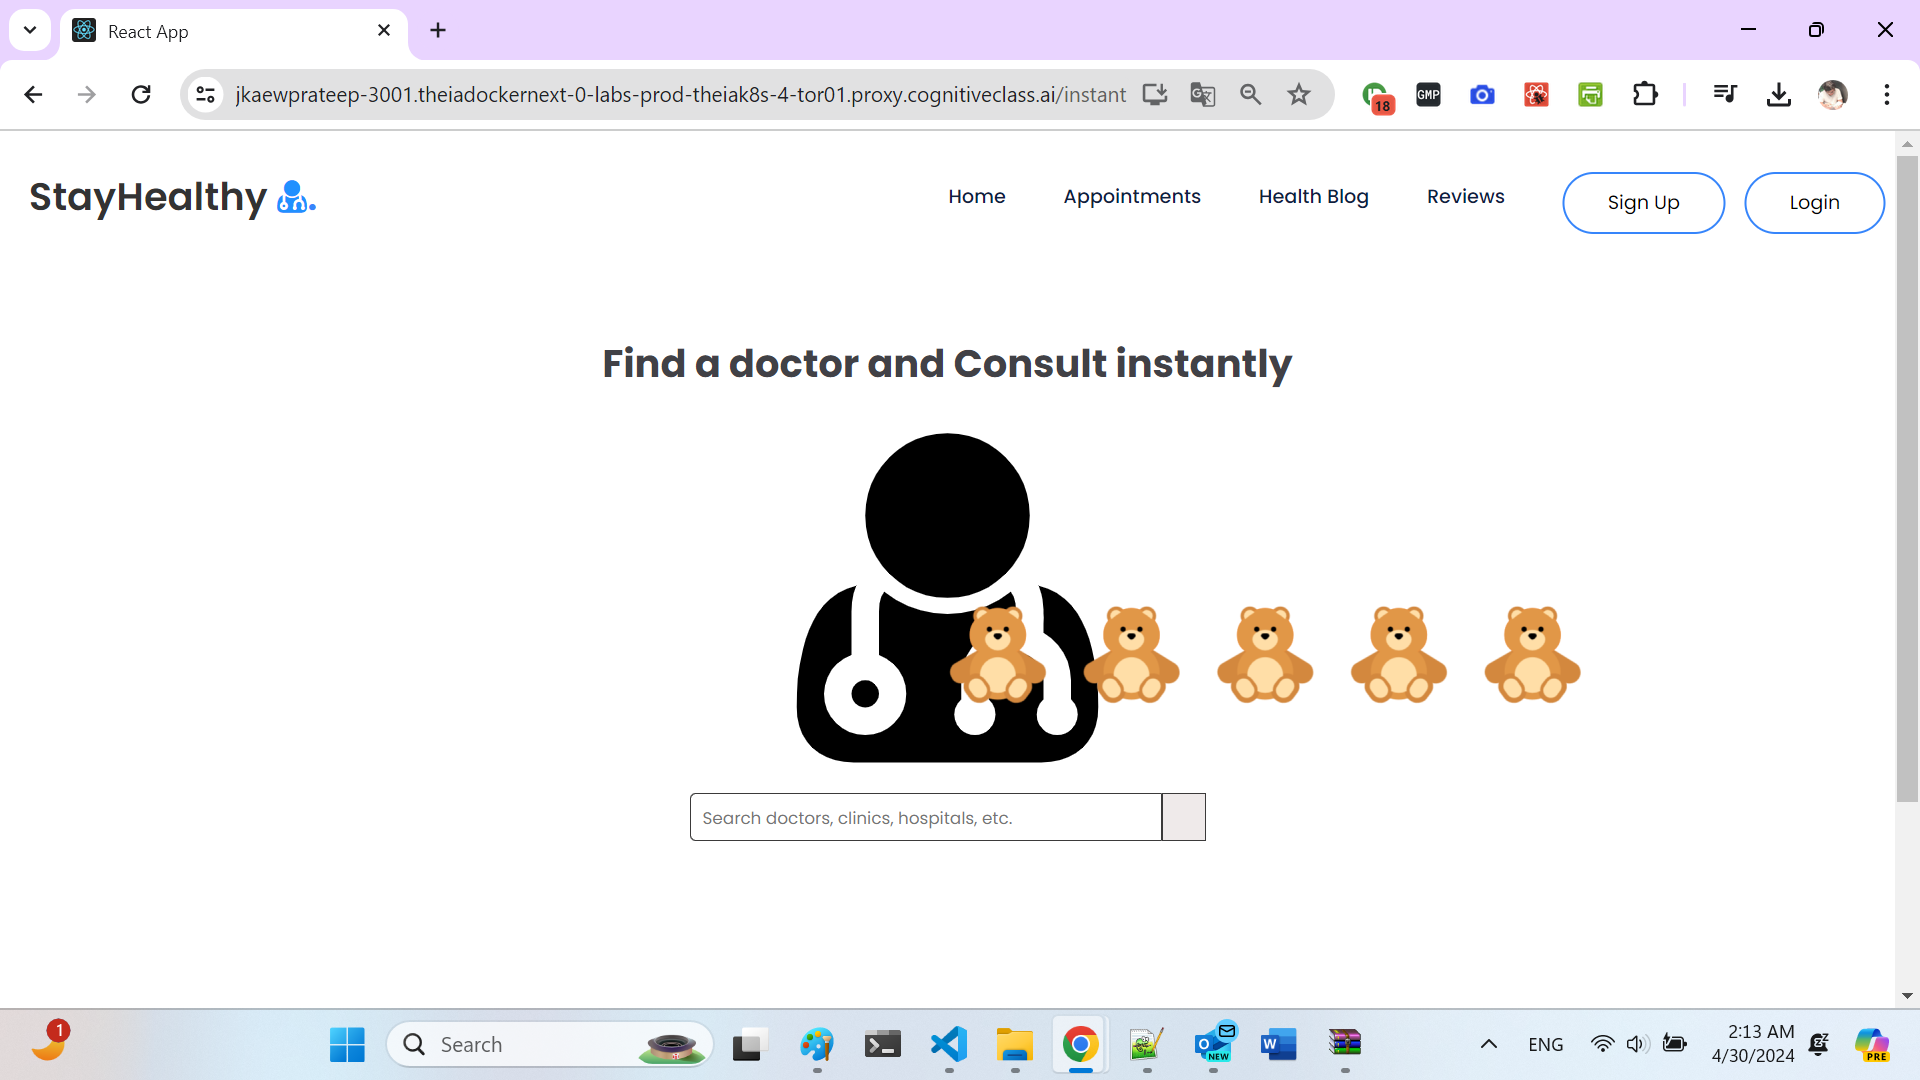 React App
jkaewprateep-3001.theiadockernext-0-labs-prod-theiak8s-4-tor01.proxy.cognitiveclass.ai/instant
18
GMP
StayHealthy
Home
Appointments
Health Blog
Reviews
Sign Up
Login
Find a doctor and Consult instantly
Search doctors, clinics, hospitals, etc.
1
Search
NEW
W
ENG
2:13 AM
4/30/2024
PRE